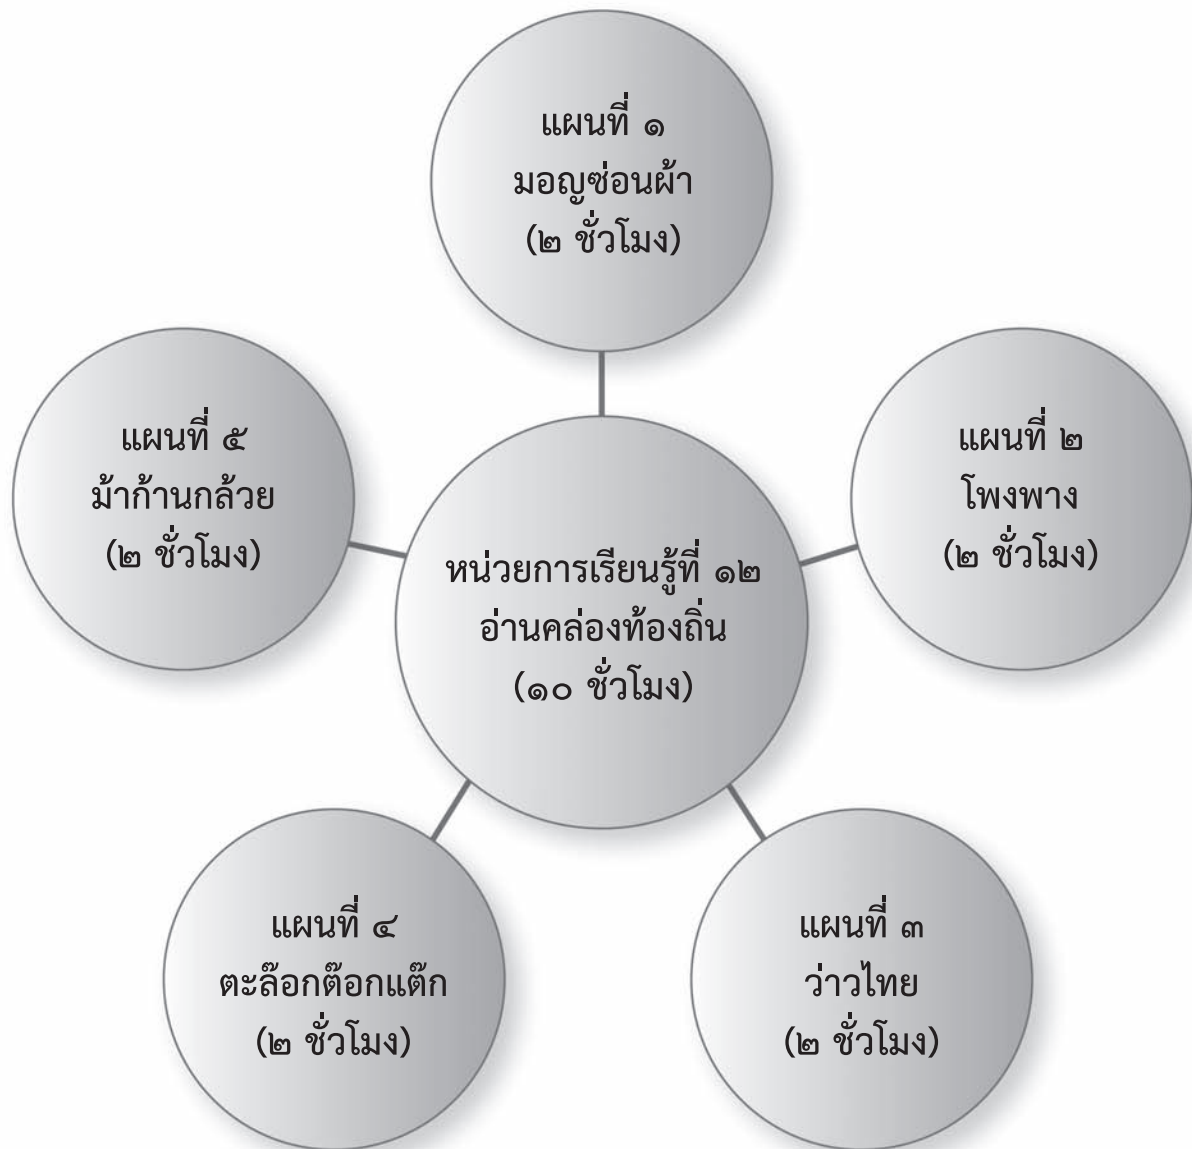 แผนที่ ๑
มอญซ่อนผ้า
(๒ ชั่วโมง)
แผนที่ ๕
ม้าก้านกล้วย
(๒ ชั่วโมง)
แผนที่ ๒
โพงพาง
(๒ ชั่วโมง)
หน่วยการเรียนรู้ที่ ๑๒
อ่านคล่องท้องถิ่น
(๑๐ ชั่วโมง)
แผนที่ ๔
ตะล๊อกต๊อกแต๊ก
(๒ ชั่วโมง)
แผนที่ ๓
ว่าวไทย
(๒ ชั่วโมง)